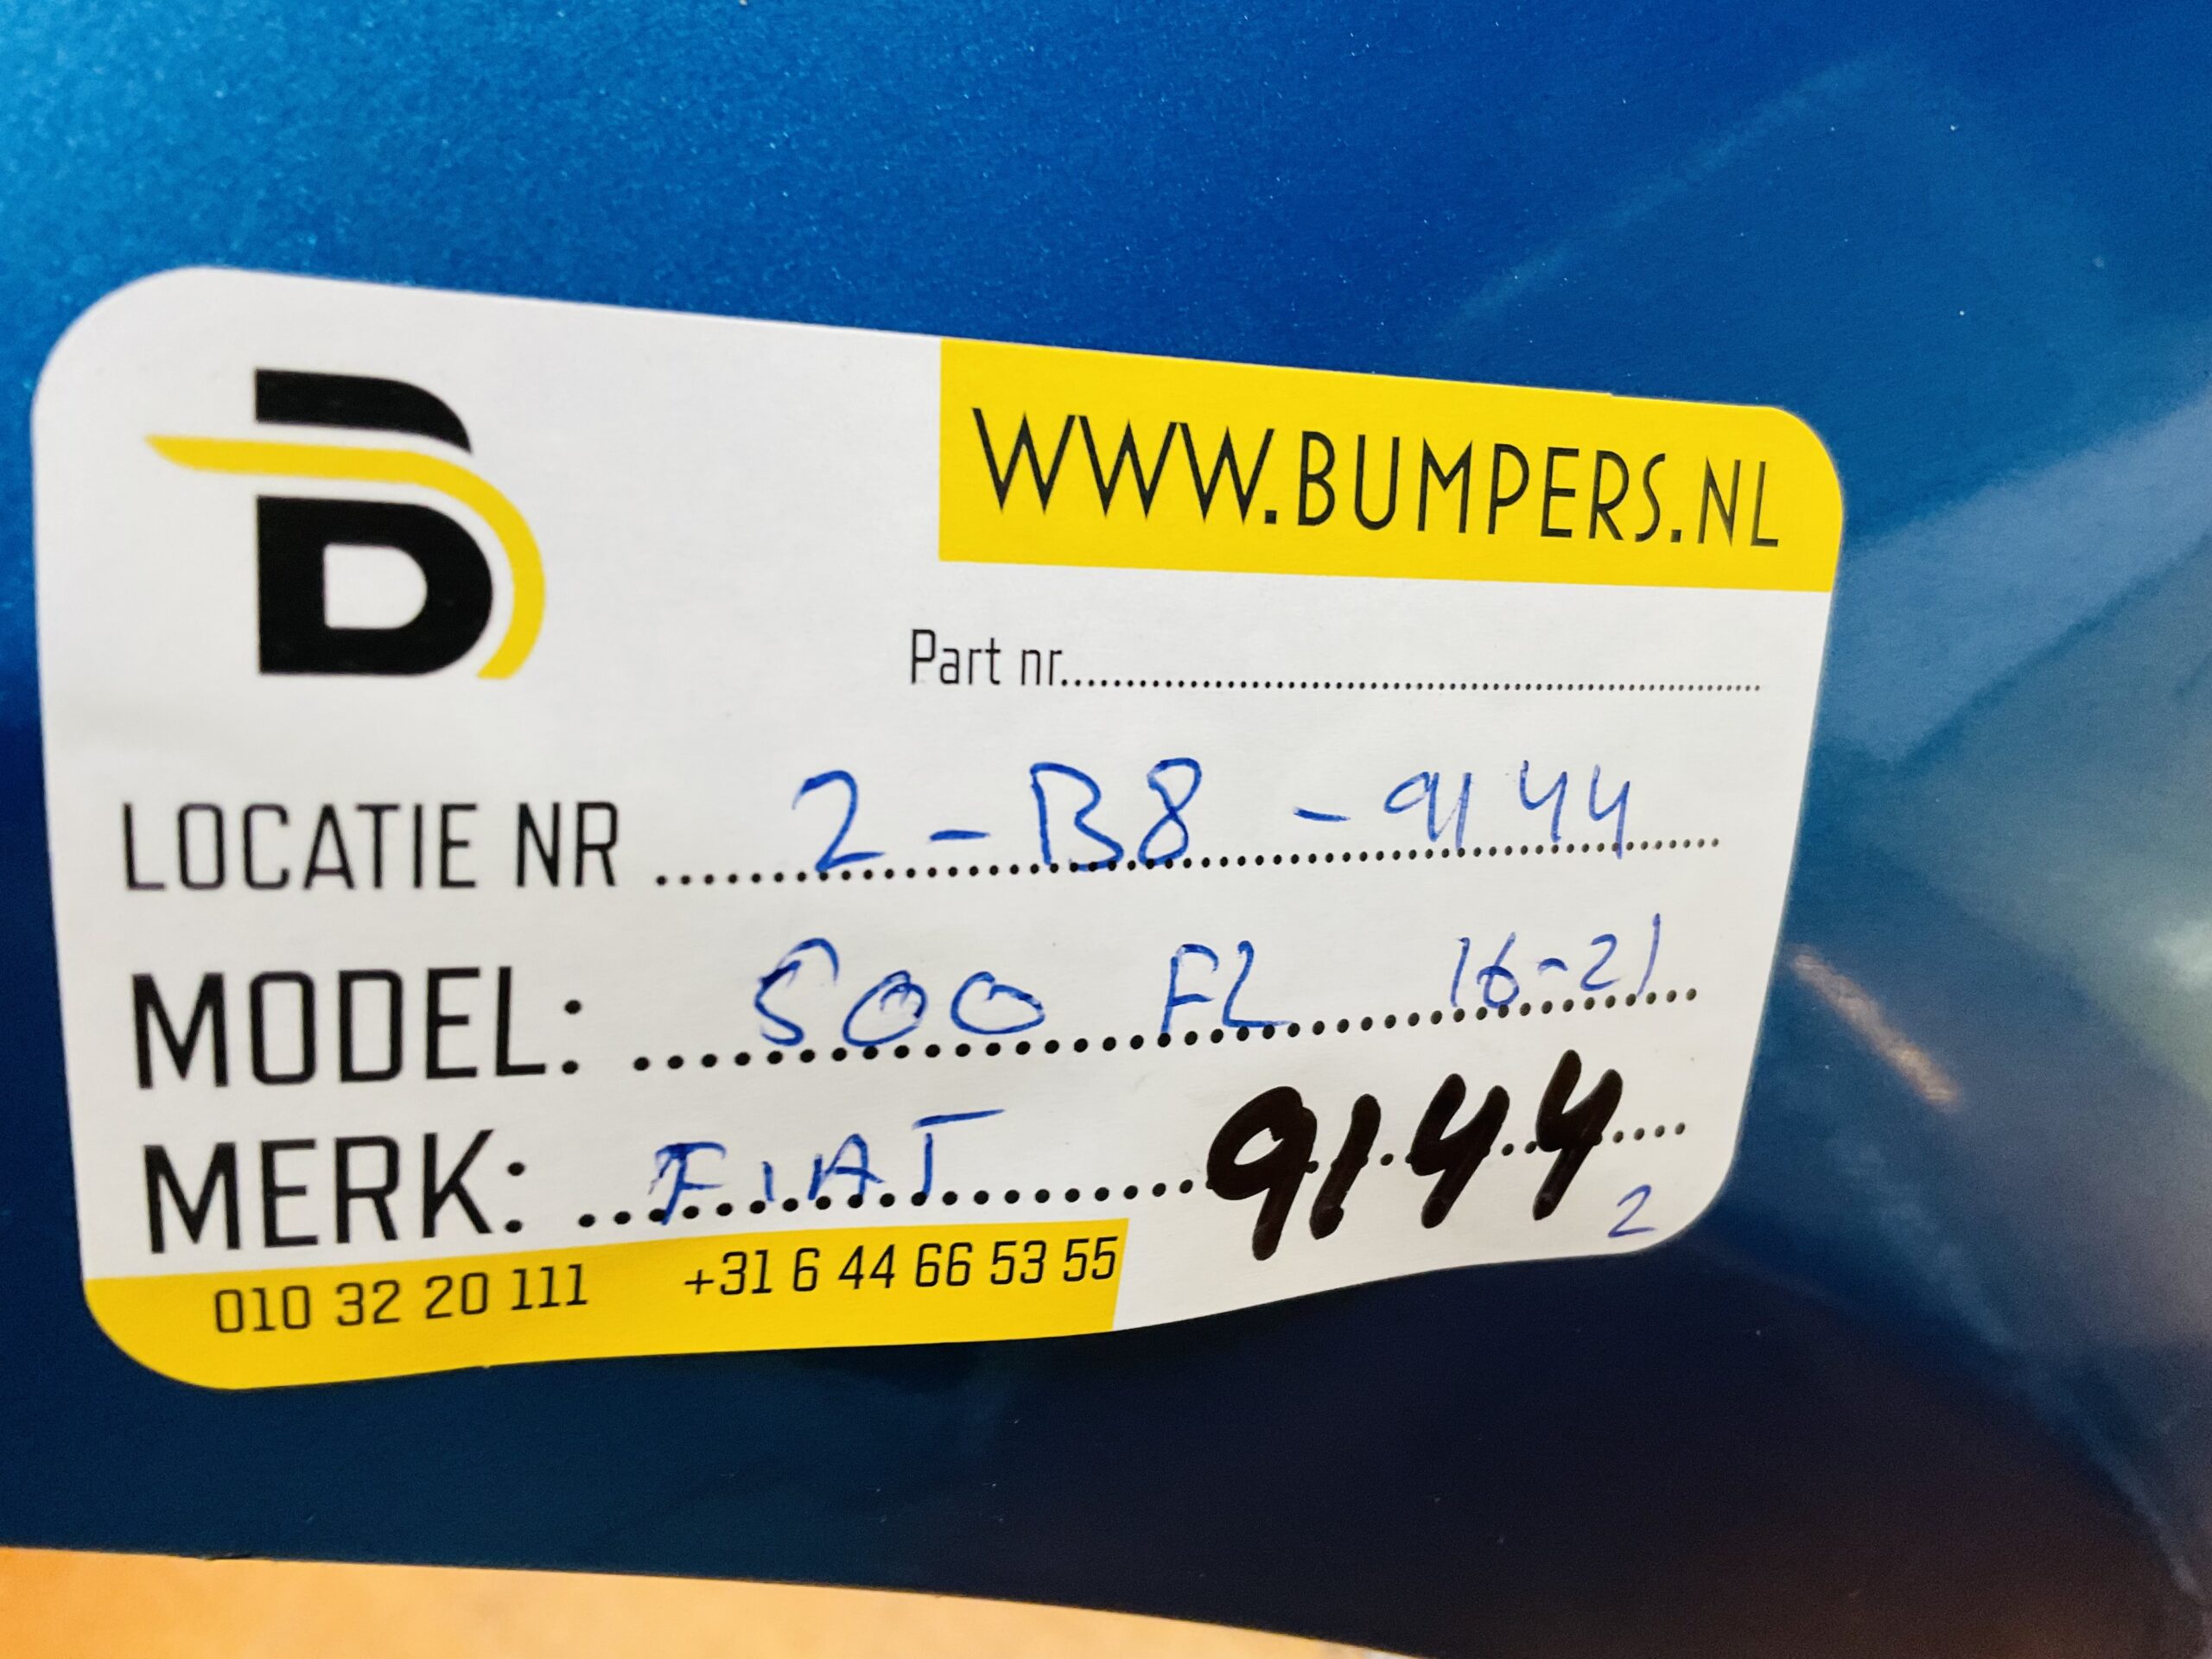 B
WWW.BUMPERS.NL
Part nr..........
LOCATIE NR .......... 2-B8-9144
MODEL: .......... 500 FL 16-21
MERK: .......... FIAT 9144
2
010 32 20 111 +31 6 44 66 53 55